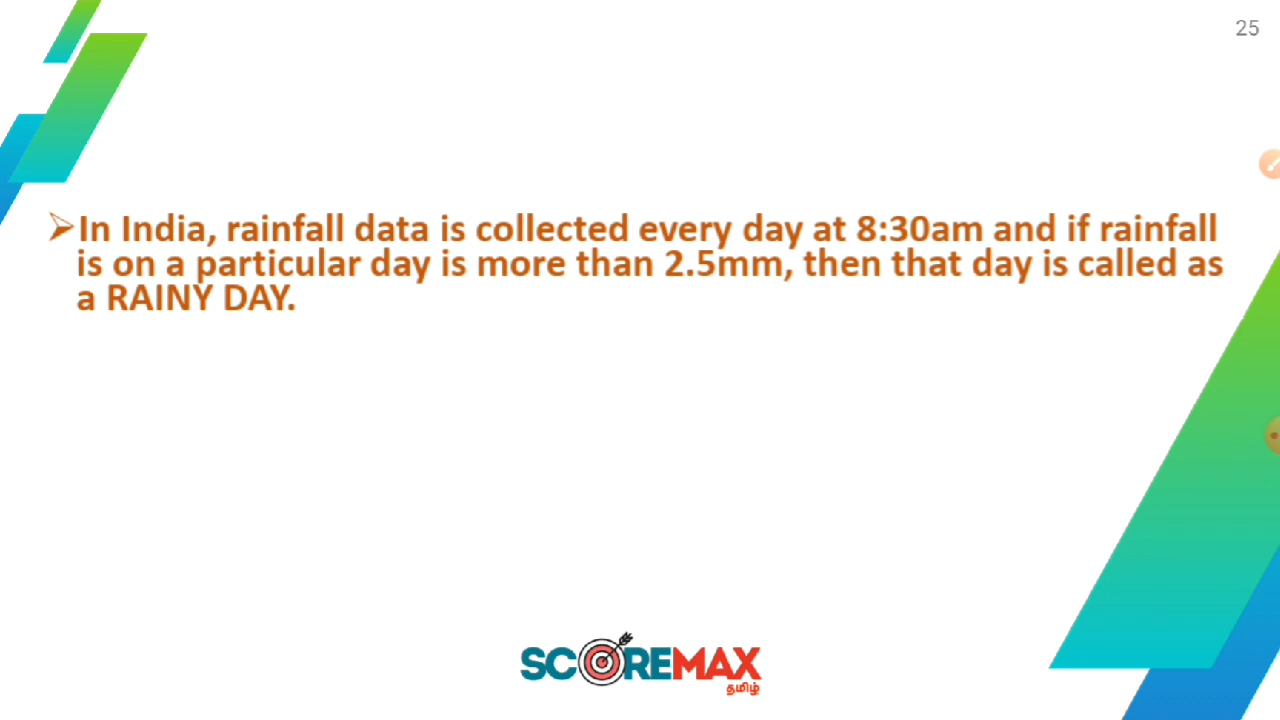 25
➢In India, rainfall data is collected every day at 8:30am and if rainfall
is on a particular day is more than 2.5mm, then that day is called as
a RAINY DAY.
SCOREMAX
தமிழ்